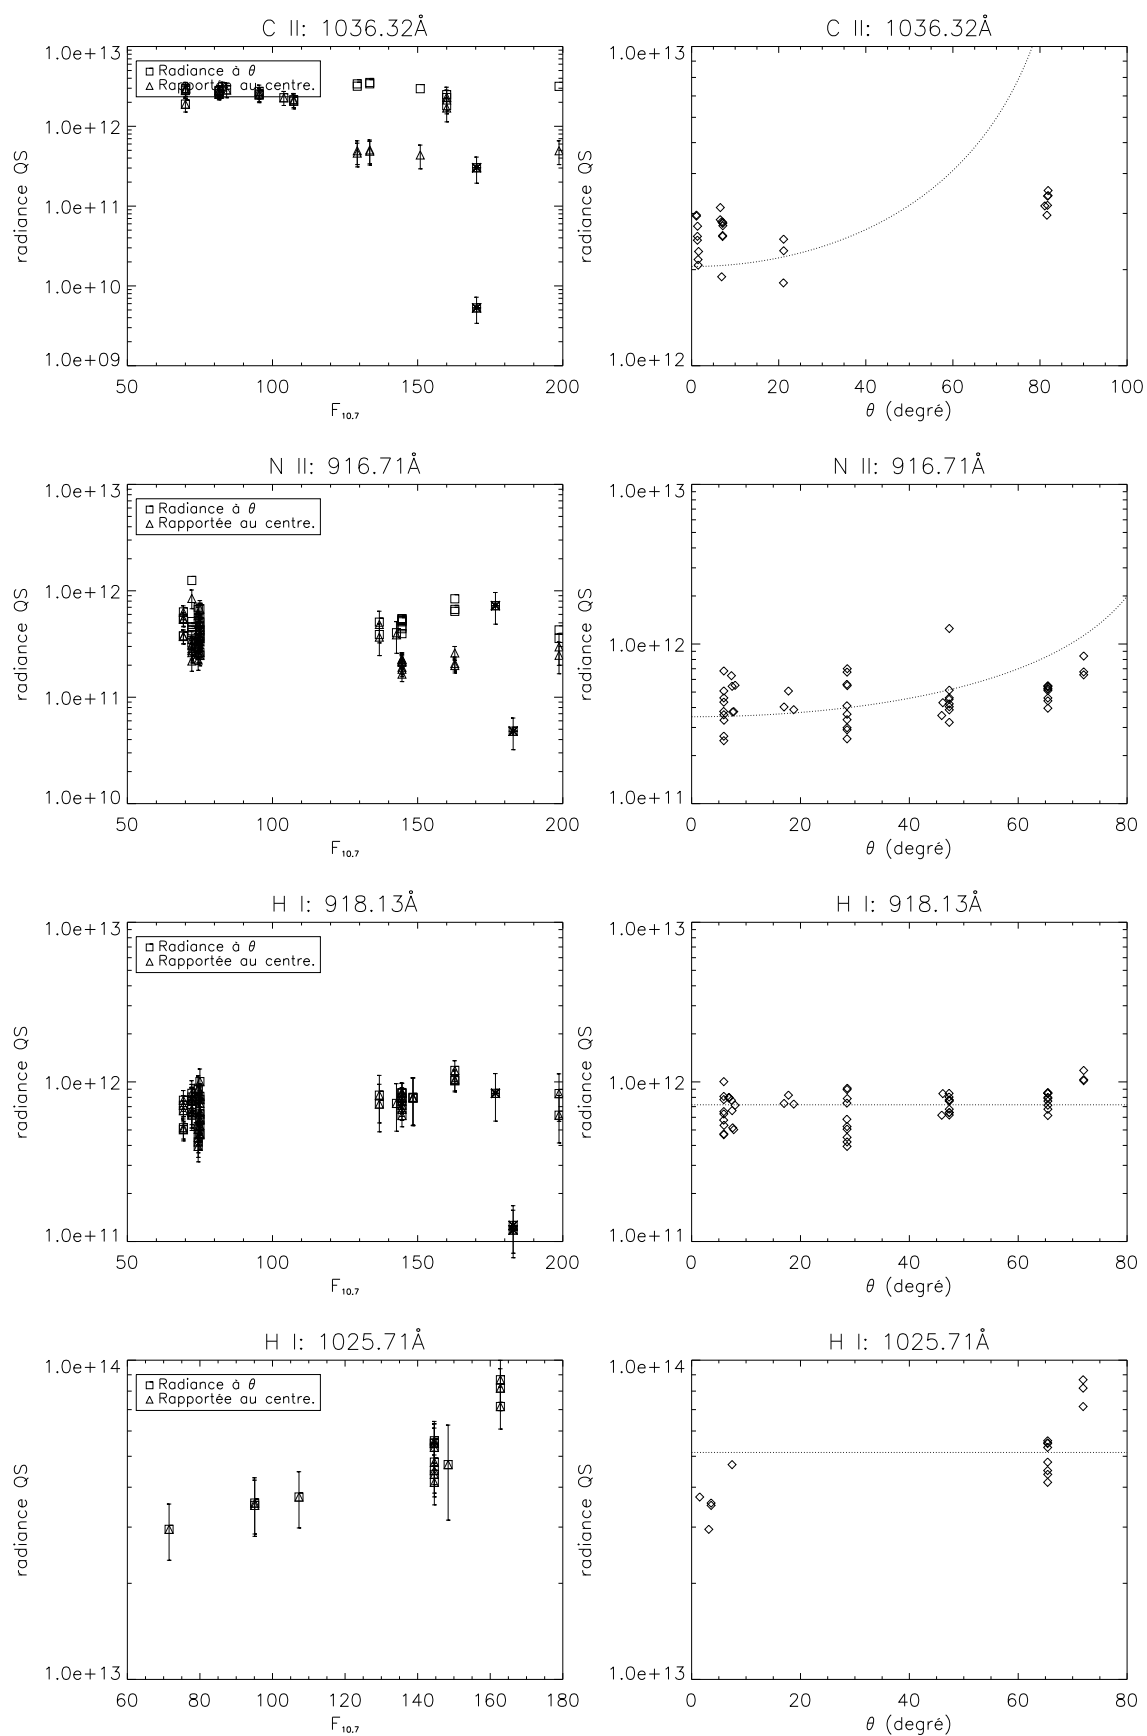 C II: 1036.32Å
C II: 1036.32Å
1.0e+13
1.0e+12
1.0e+11
1.0e+10
1.0e+09
radiance QS
Radiance à θ
Rapportée au centre.
50 100 150 200
F10.7
1.0e+13
1.0e+12
radiance QS
0 20 40 60 80 100
θ (degré)
N II: 916.71Å
N II: 916.71Å
1.0e+13
1.0e+12
1.0e+11
1.0e+10
radiance QS
Radiance à θ
Rapportée au centre.
50 100 150 200
F10.7
1.0e+13
1.0e+12
1.0e+11
radiance QS
0 20 40 60 80
θ (degré)
H I: 918.13Å
H I: 918.13Å
1.0e+13
1.0e+12
1.0e+11
radiance QS
Radiance à θ
Rapportée au centre.
50 100 150 200
F10.7
1.0e+13
1.0e+12
1.0e+11
radiance QS
0 20 40 60 80
θ (degré)
H I: 1025.71Å
H I: 1025.71Å
1.0e+14
1.0e+13
radiance QS
Radiance à θ
Rapportée au centre.
60 80 100 120 140 160 180
F10.7
1.0e+14
1.0e+13
radiance QS
0 20 40 60 80
θ (degré)